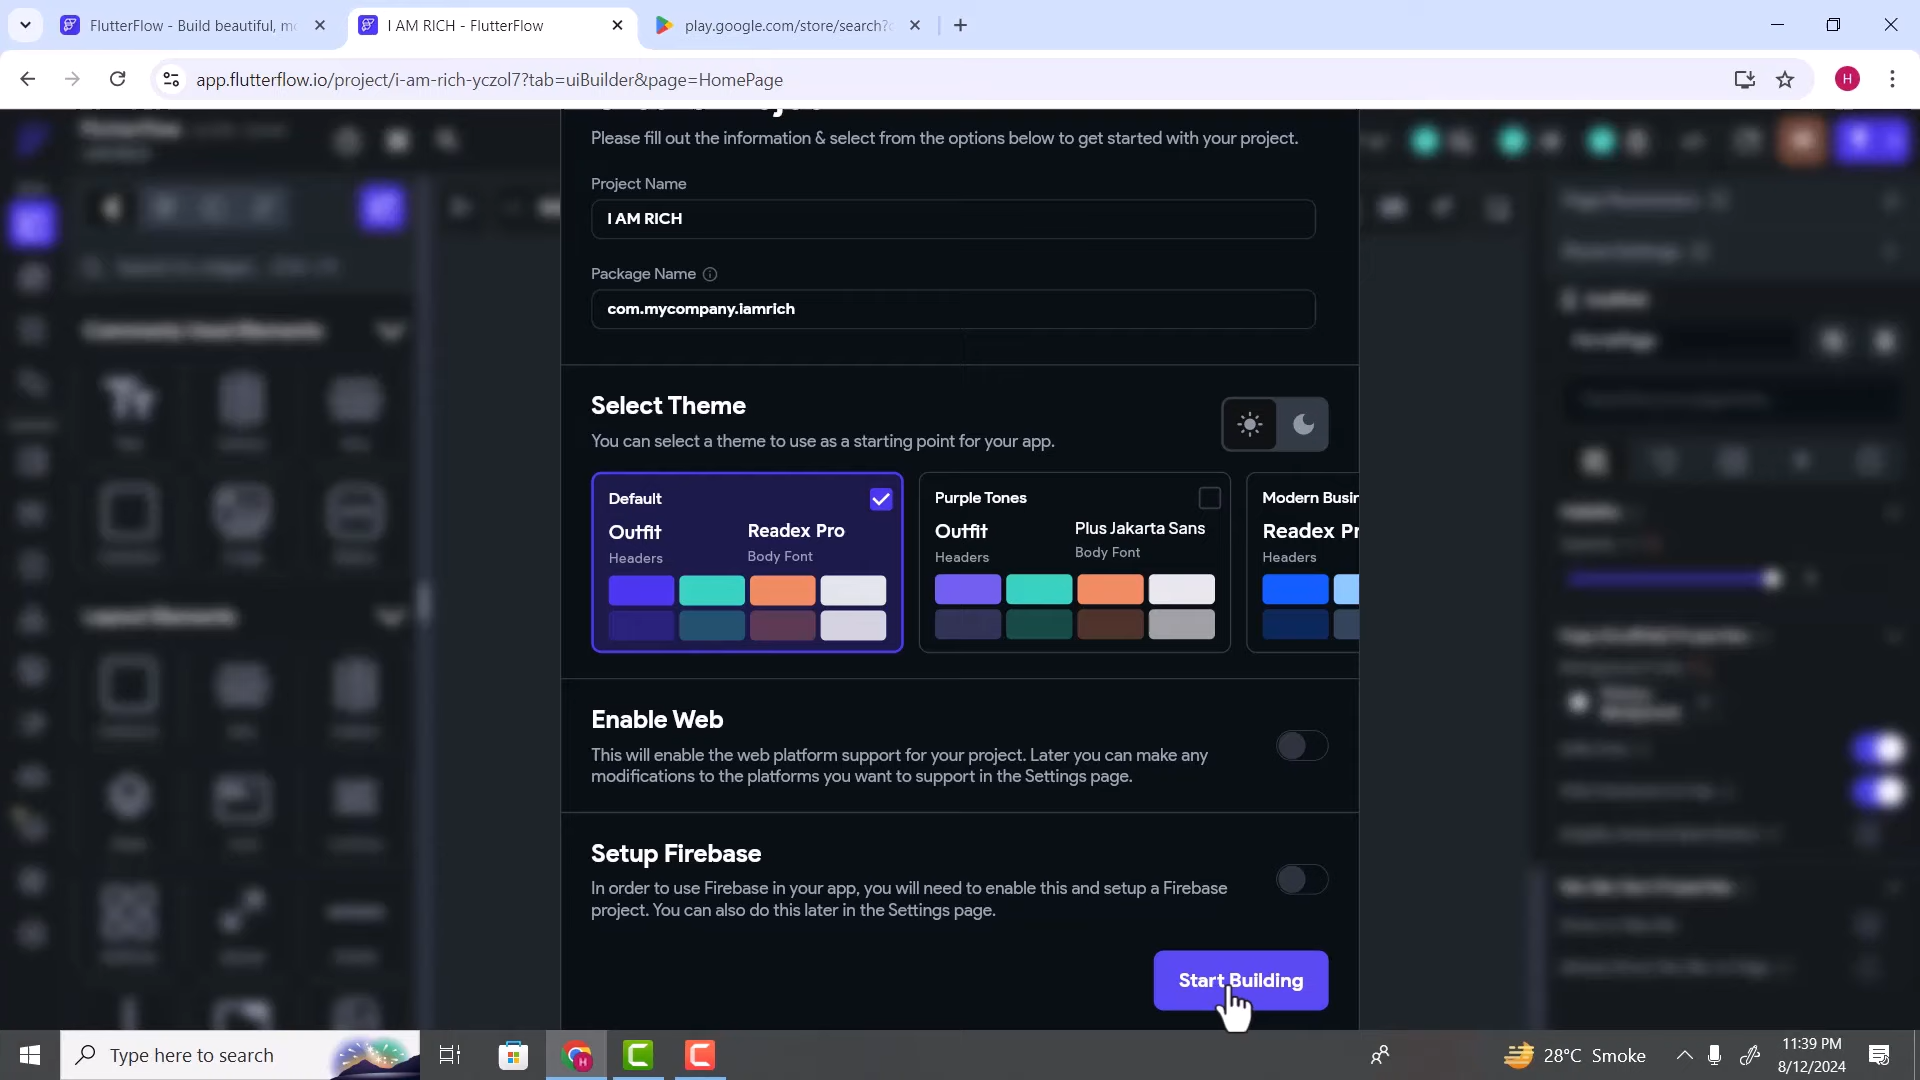 FlutterFlow - Build beautiful, mo
I AM RICH - FlutterFlow
play.google.com/store/search?
app.flutterflow.io/project/i-am-rich-yczol7?tab=uiBuilder&page=HomePage
H
Please fill out the information & select from the options below to get started with your project.
Project Name
I AM RICH
Package Name
com.mycompany.iamrich
Select Theme
You can select a theme to use as a starting point for your app.
Default
Outfit
Readex Pro
Headers
Body Font
Purple Tones
Outfit
Plus Jakarta Sans
Headers
Body Font
Modern Busin
Readex Pr
Headers
Enable Web
This will enable the web platform support for your project. Later you can make any
modifications to the platforms you want to support in the Settings page.
Setup Firebase
In order to use Firebase in your app, you will need to enable this and setup a Firebase
project. You can also do this later in the Settings page.
Start Building
Commonly Used Elements
Layout Elements
HomePage
Type here to search
28°C Smoke
11:39 PM
8/12/2024